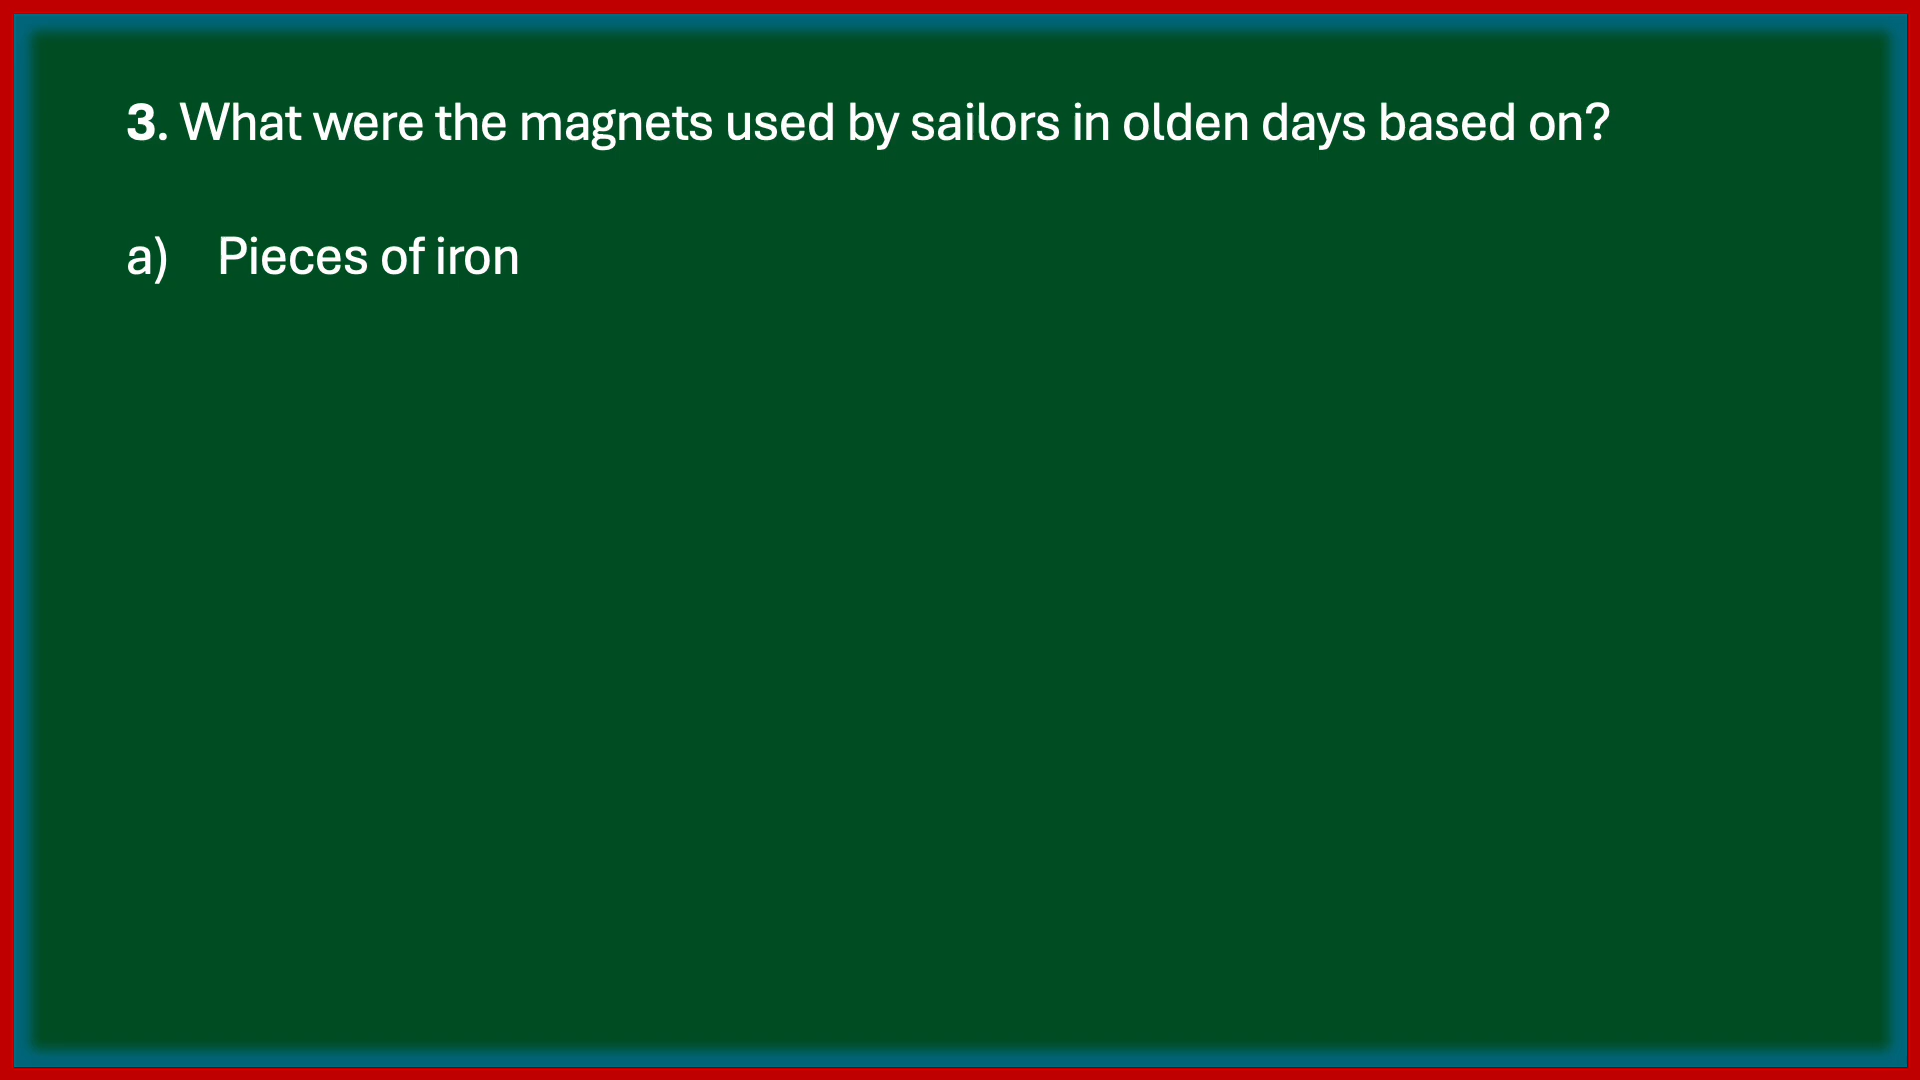 3. What were the magnets used by sailors in olden days based on?
a) Pieces of iron